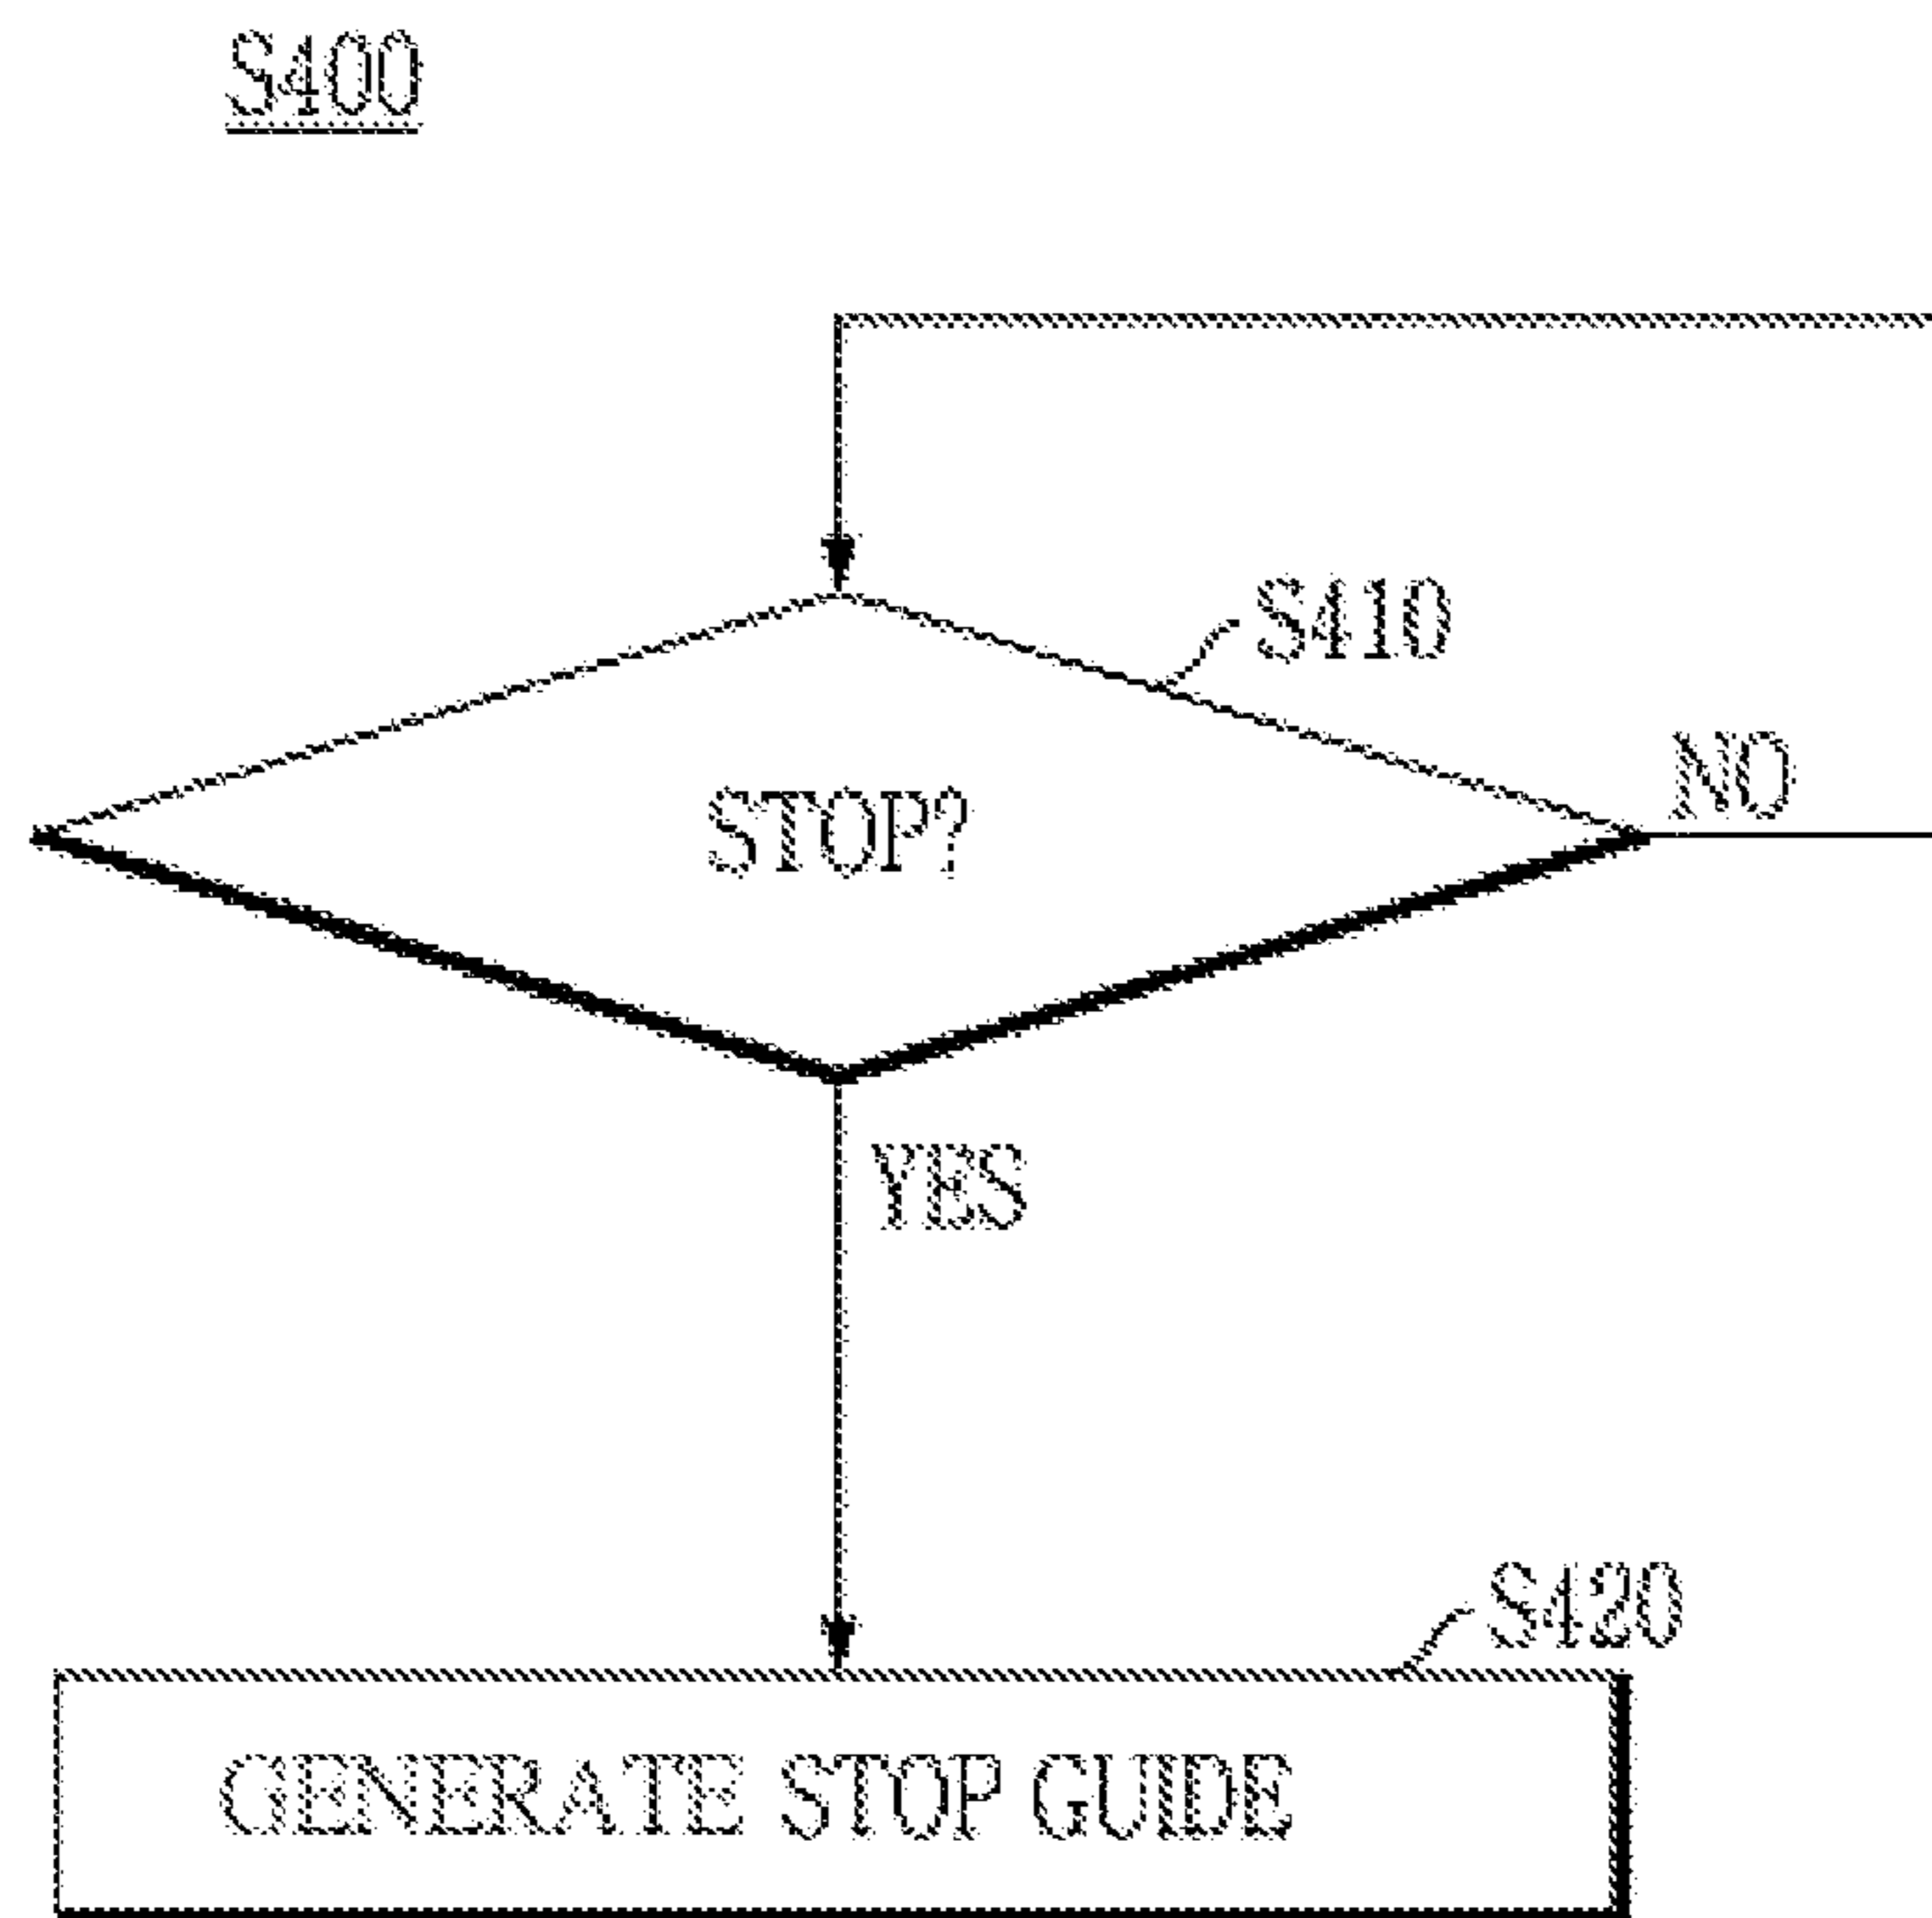 S400
S410
NO
STOP?
YES
S420
GENERATE STOP GUIDE